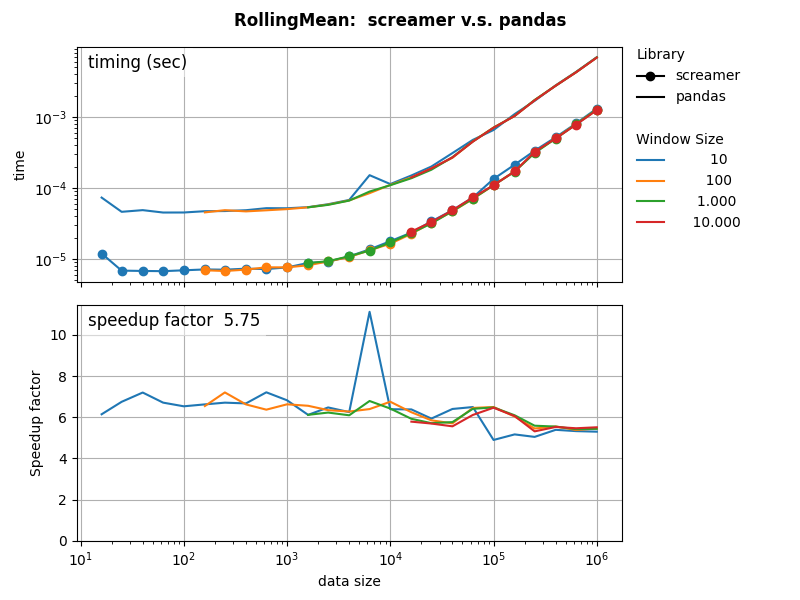 RollingMean:  screamer v.s. pandas
timing (sec)
time
10⁻³
10⁻⁴
10⁻⁵
Library
screamer
pandas
Window Size
10
100
1.000
10.000
speedup factor  5.75
Speedup factor
10
8
6
4
2
0
10¹
10²
10³
10⁴
10⁵
10⁶
data size